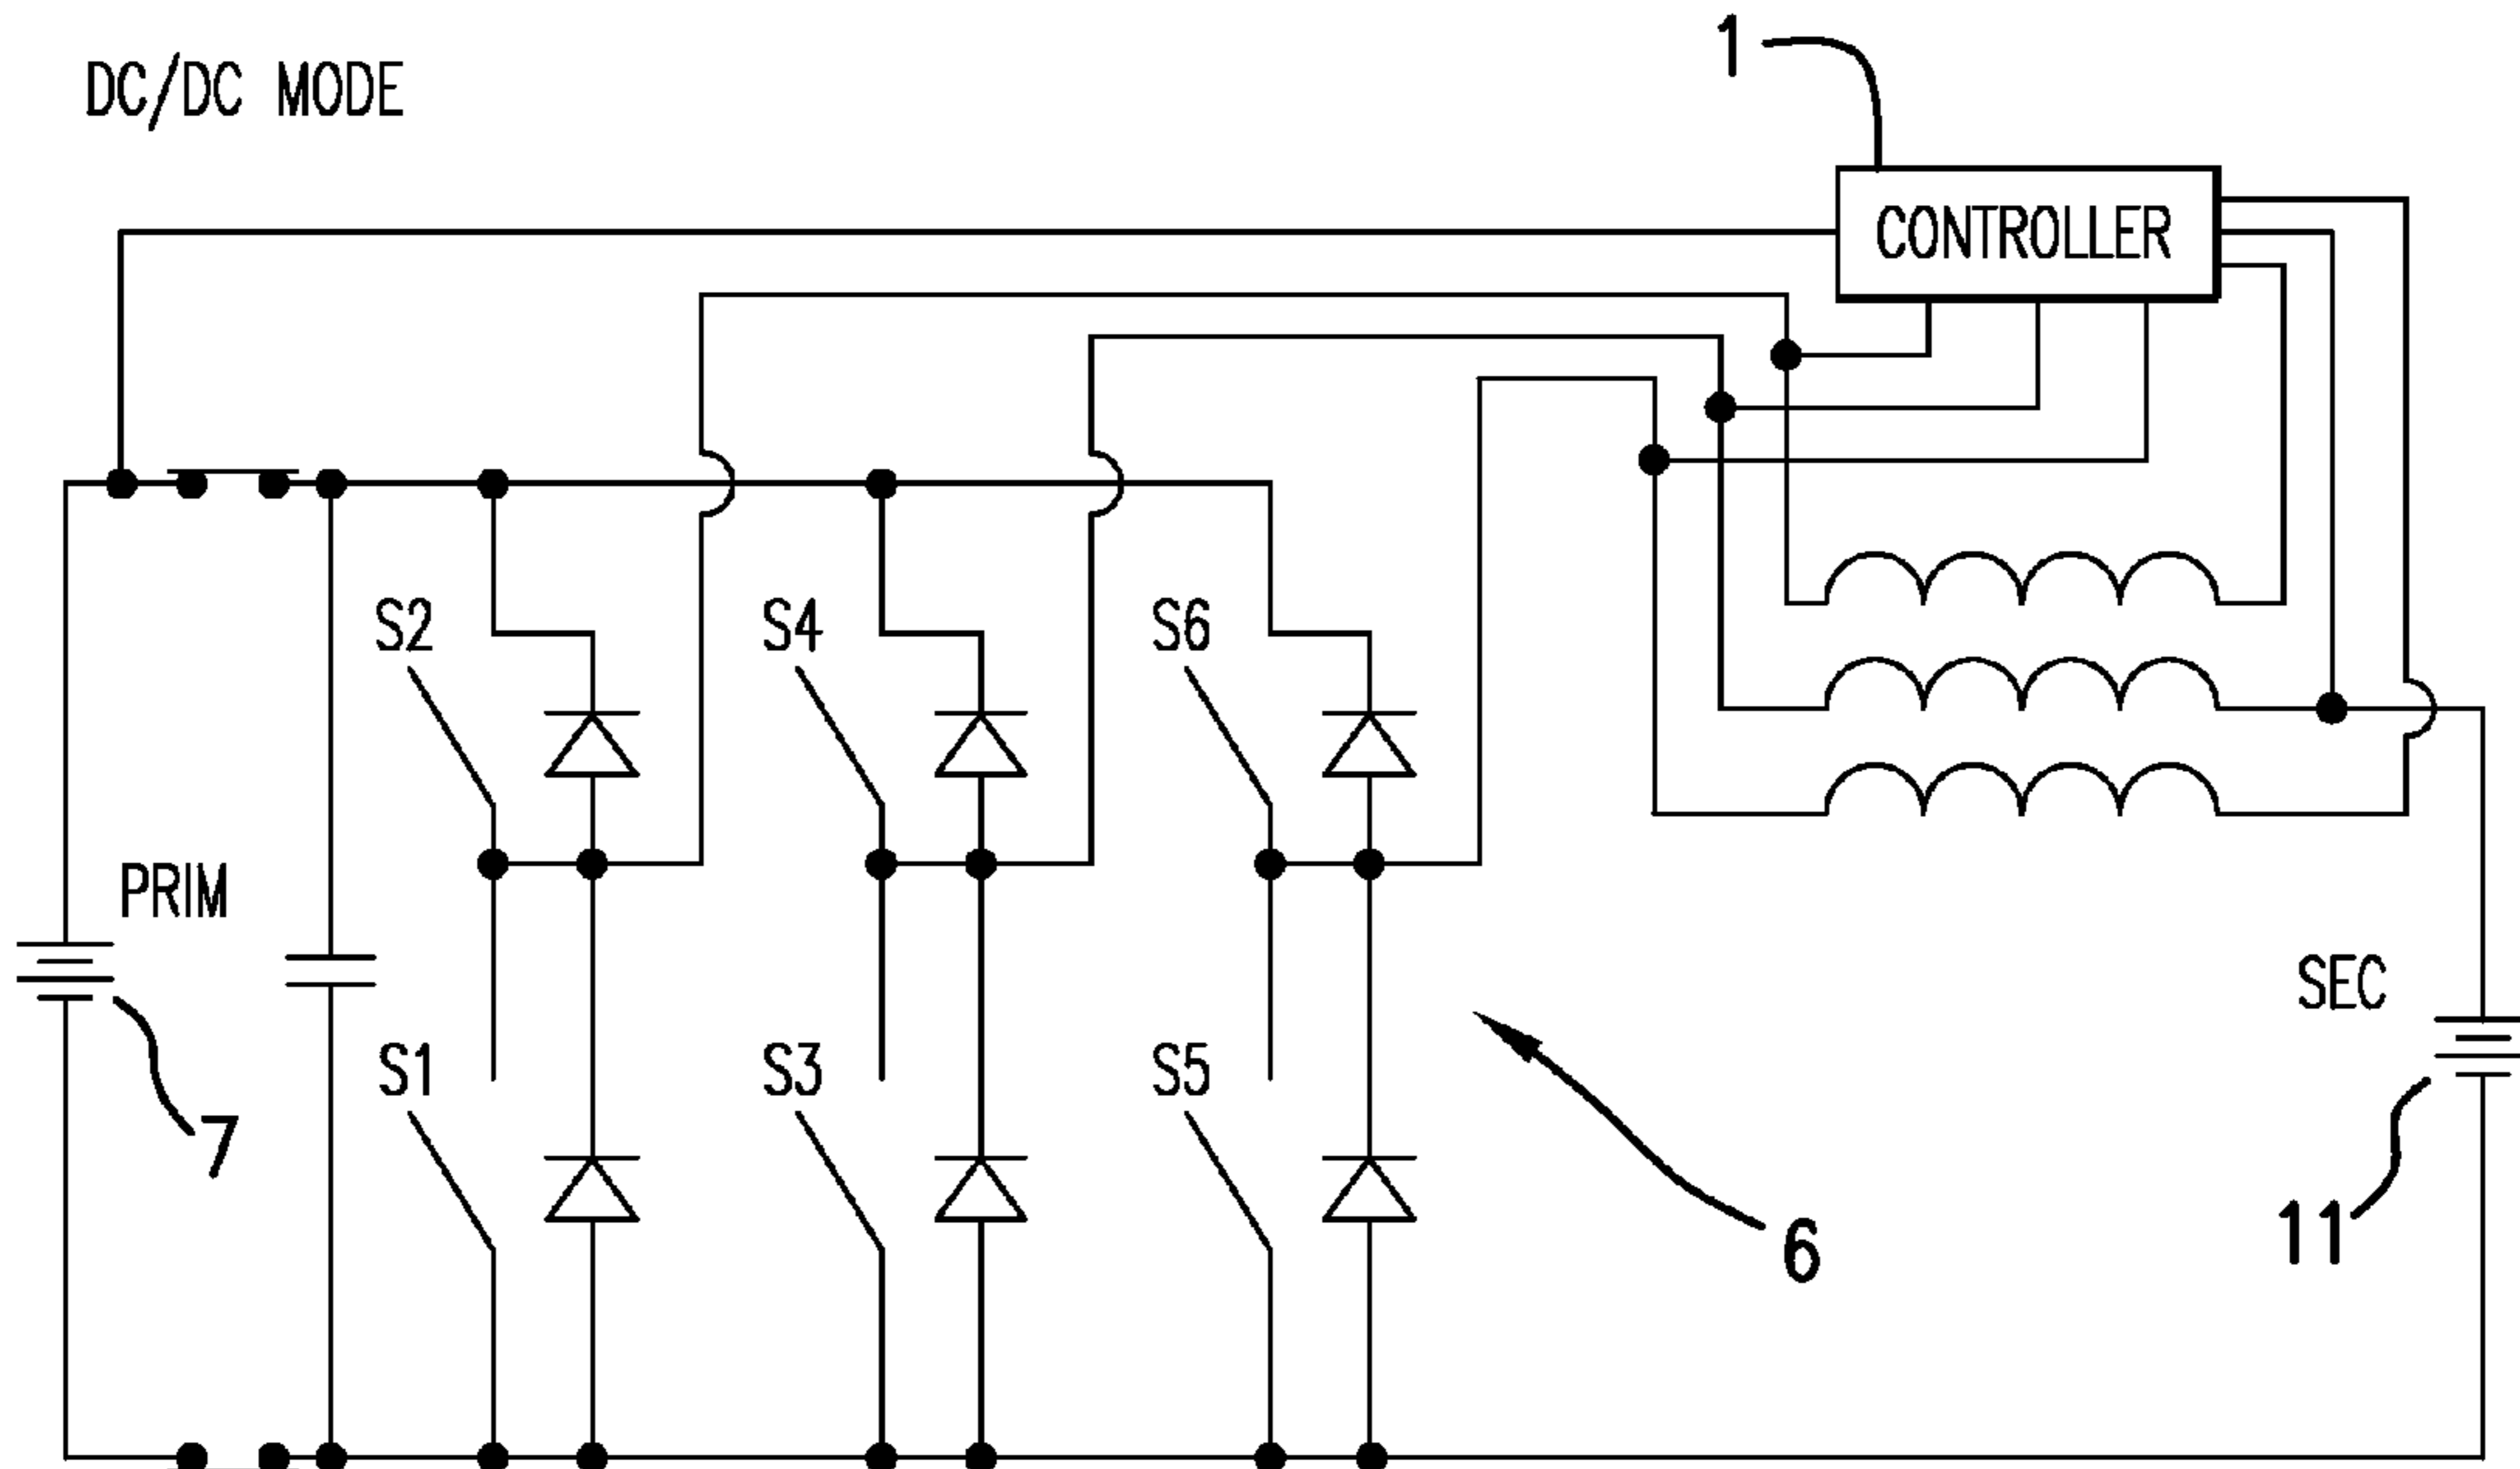 1
DC/DC MODE
CONTROLLER
S2
S4
S6
PRIM
SEC
S1
S3
S5
7
6
11